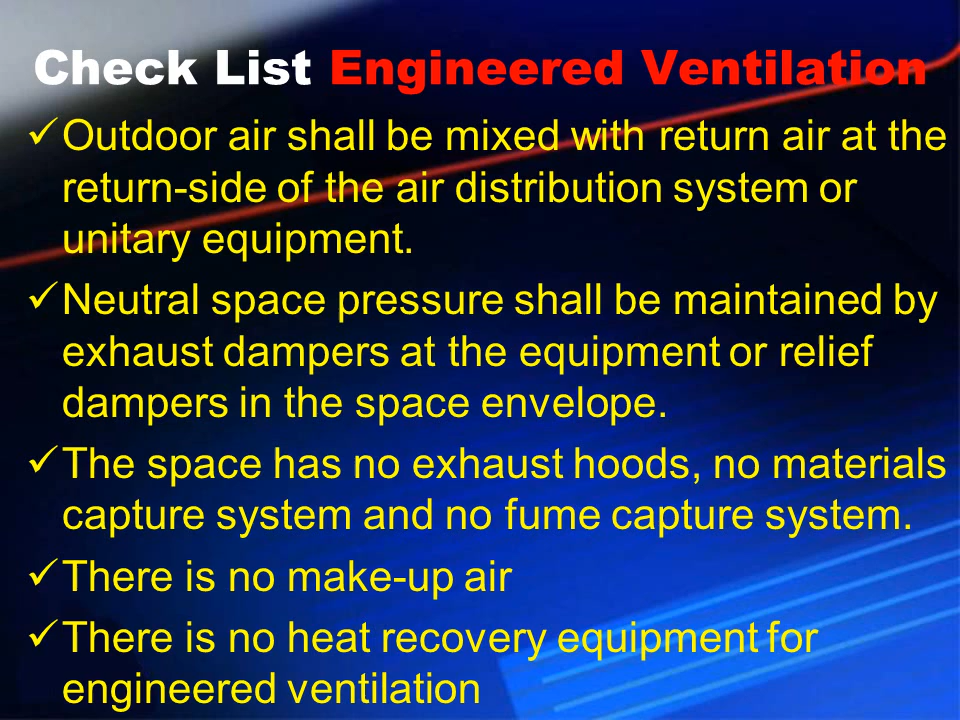 Check List Engineered Ventilation
✓ Outdoor air shall be mixed with return air at the
return-side of the air distribution system or
unitary equipment.
✓ Neutral space pressure shall be maintained by
exhaust dampers at the equipment or relief
dampers in the space envelope.
✓ The space has no exhaust hoods, no materials
capture system and no fume capture system.
✓ There is no make-up air
✓ There is no heat recovery equipment for
engineered ventilation